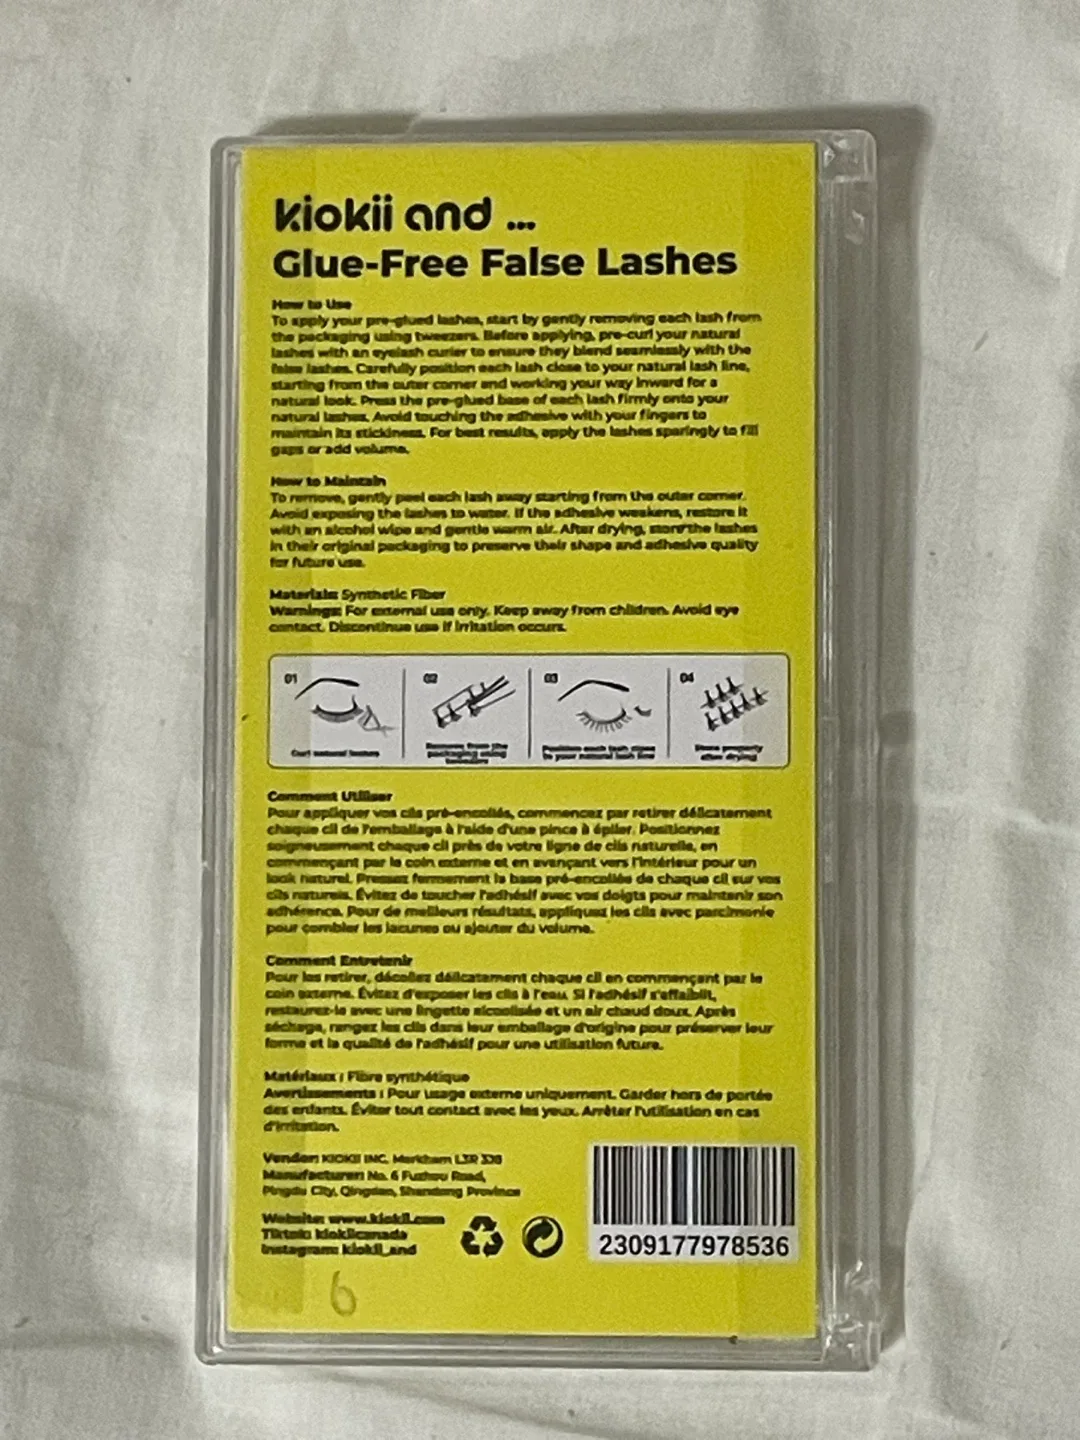 kiokii and ...
Glue-Free False Lashes
How to Use
To apply your pre-glued lashes, start by gently removing each lash from
the packaging using tweezers. Before applying, pre-curl your natural
lashes with an eyelash curler to ensure they blend seamlessly with the
false lashes. Carefully position each lash close to your natural lash line,
starting from the outer corner and working your way inward for a
natural look. Press the pre-glued base of each lash firmly onto your
natural lashes. Avoid touching the adhesive with your fingers to
maintain its stickiness. For best results, apply the lashes sparingly to fill
gaps or add volume.
How to Maintain
To remove, gently peel each lash away starting from the outer corner.
Avoid exposing the lashes to water. If the adhesive weakens, restore it
with an alcohol wipe and gentle warm air. After drying, store the lashes
in their original packaging to preserve their shape and adhesive quality
for future use.
Materials: Synthetic Fiber
Warnings: For external use only. Keep away from children. Avoid eye
contact. Discontinue use if irritation occurs.
01
Curl natural lashes
02
Remove from the
packaging using
tweezers
03
Position each lash close
to your natural lash line
04
Store properly
after drying
Comment Utiliser
Pour appliquer vos cils pré-encollés, commencez par retirer délicatement
chaque cil de l'emballage à l'aide d'une pince à épiler. Positionnez
soigneusement chaque cil près de votre ligne de cils naturelle, en
commençant par le coin externe et en avançant vers l'intérieur pour un
look naturel. Pressez fermement la base pré-encollée de chaque cil sur vos
cils naturels. Évitez de toucher l'adhésif avec vos doigts pour maintenir son
adhérence. Pour de meilleurs résultats, appliquez les cils avec parcimonie
pour combler les lacunes ou ajouter du volume.
Comment Entretenir
Pour les retirer, décollez délicatement chaque cil en commençant par le
coin externe. Évitez d'exposer les cils à l'eau. Si l'adhésif s'affaiblit,
restaurez-le avec une lingette alcoolisée et un air chaud doux. Après
séchage, rangez les cils dans leur emballage d'origine pour préserver leur
forme et la qualité de l'adhésif pour une utilisation future.
Matériaux : Fibre synthétique
Avertissements : Pour usage externe uniquement. Garder hors de portée
des enfants. Éviter tout contact avec les yeux. Arrêter l'utilisation en cas
d'irritation.
Vendor: KIOKII INC. Markham L3R
Manufacturer: No. 6 Fuzhou Road,
Pingdu City, Qingdao, Shandong Province
Website: www.kiokii.com
Tiktok: kiokiicanada
Instagram: kiokii_and
2309177978536
6